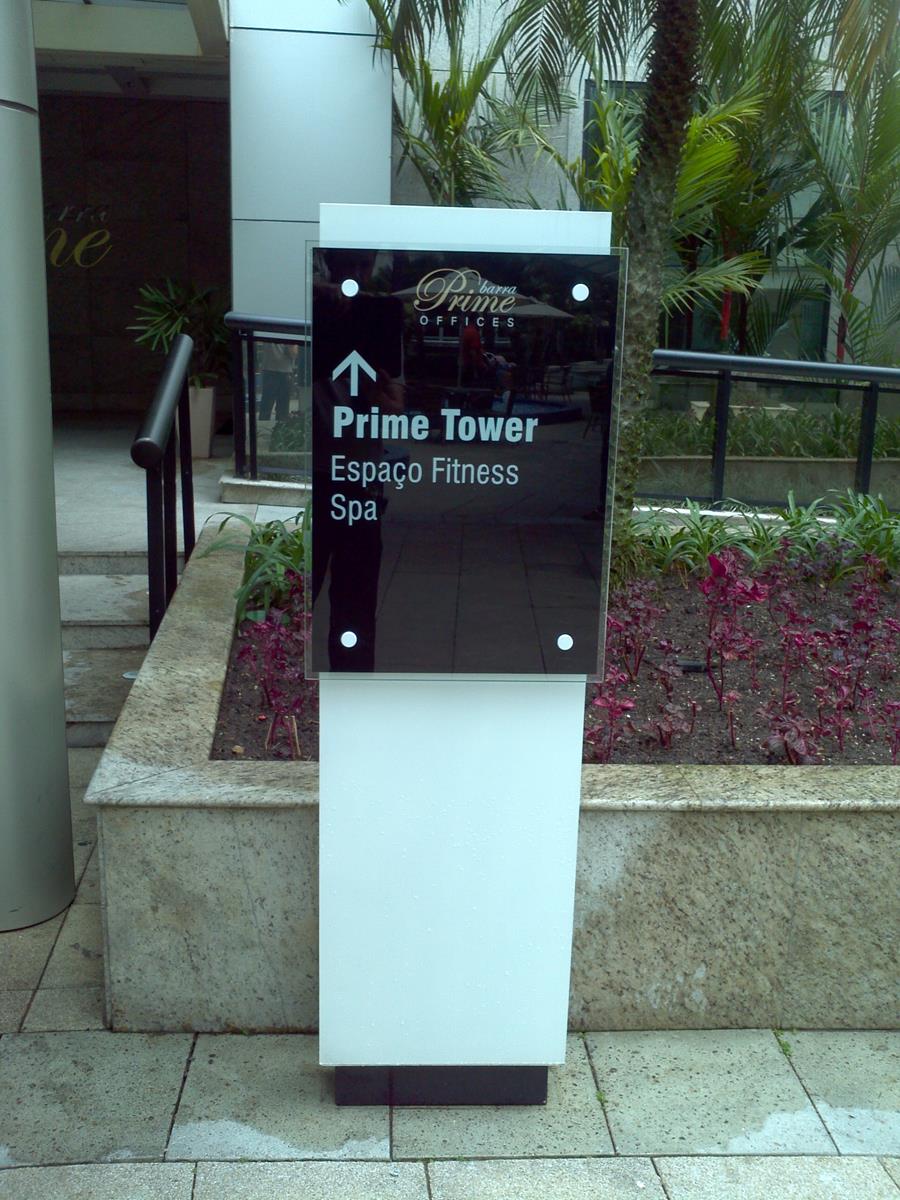 barra
Prime
OFFICES
↑
Prime Tower
Espaço Fitness
Spa